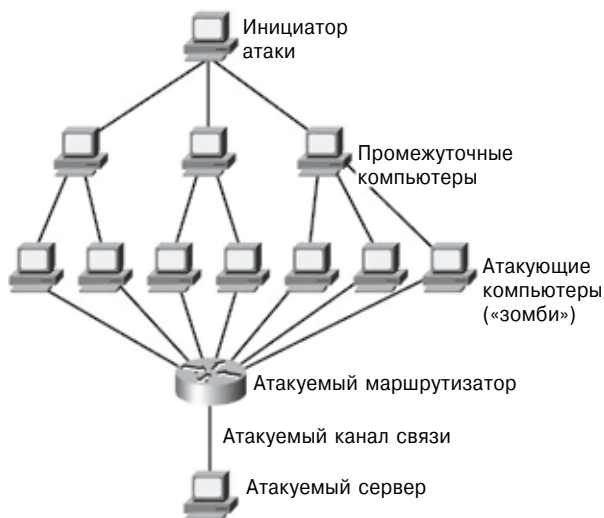 Инициатор
атаки
Промежуточные
компьютеры
Атакующие
компьютеры
(«зомби»)
Атакуемый маршрутизатор
Атакуемый канал связи
Атакуемый сервер